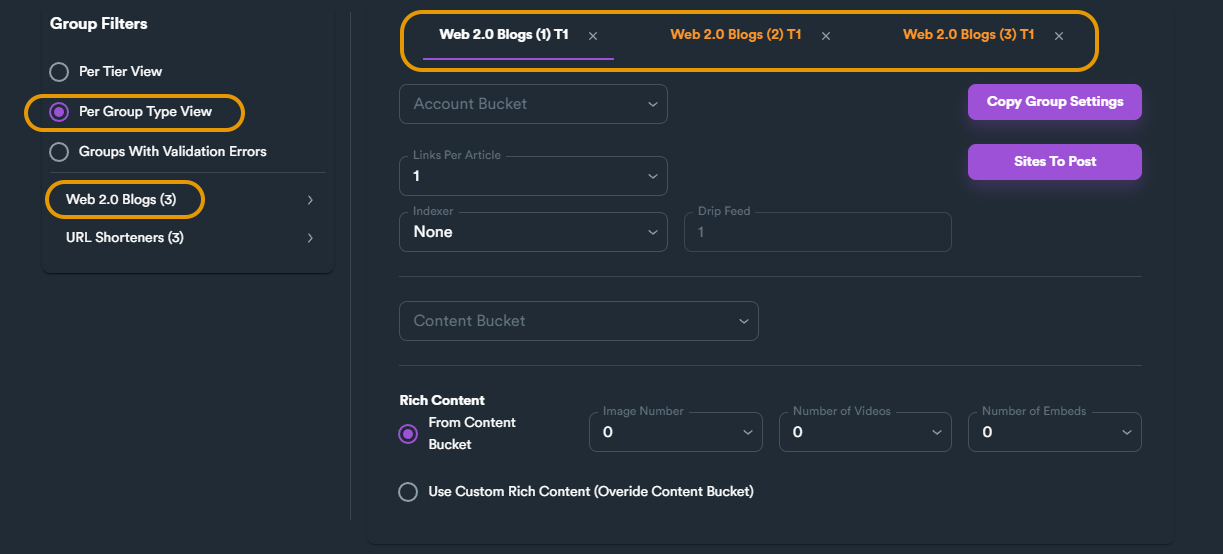 Group Filters
Per Tier View
Per Group Type View
Groups With Validation Errors
Web 2.0 Blogs (3)
URL Shorteners (3)
Web 2.0 Blogs (1) T1 ×
Web 2.0 Blogs (2) T1 ×
Web 2.0 Blogs (3) T1 ×
Account Bucket
Copy Group Settings
Links Per Article
1
Sites To Post
Indexer
None
Drip Feed
1
Content Bucket
Rich Content
From Content
Bucket
Image Number
0
Number of Videos
0
Number of Embeds
0
Use Custom Rich Content (Overide Content Bucket)